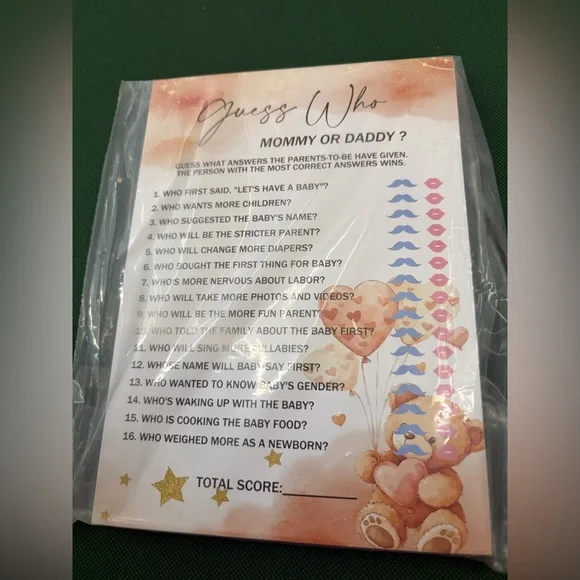 Guess Who
MOMMY OR DADDY ?
GUESS WHAT ANSWERS THE PARENTS-TO-BE HAVE GIVEN.
THE PERSON WITH THE MOST CORRECT ANSWERS WINS.
1. WHO FIRST SAID, "LET'S HAVE A BABY"?
2. WHO WANTS MORE CHILDREN?
3. WHO SUGGESTED THE BABY'S NAME?
4. WHO WILL BE THE STRICTER PARENT?
5. WHO WILL CHANGE MORE DIAPERS?
6. WHO BOUGHT THE FIRST THING FOR BABY?
7. WHO'S MORE NERVOUS ABOUT LABOR?
8. WHO WILL TAKE MORE PHOTOS AND VIDEOS?
9. WHO WILL BE THE MORE FUN PARENT?
10. WHO TOLD THE FAMILY ABOUT THE BABY FIRST?
11. WHO WILL SING MORE LULLABIES?
12. WHOSE NAME WILL BABY SAY FIRST?
13. WHO WANTED TO KNOW BABY'S GENDER?
14. WHO'S WAKING UP WITH THE BABY?
15. WHO IS COOKING THE BABY FOOD?
16. WHO WEIGHED MORE AS A NEWBORN?
TOTAL SCORE:__________